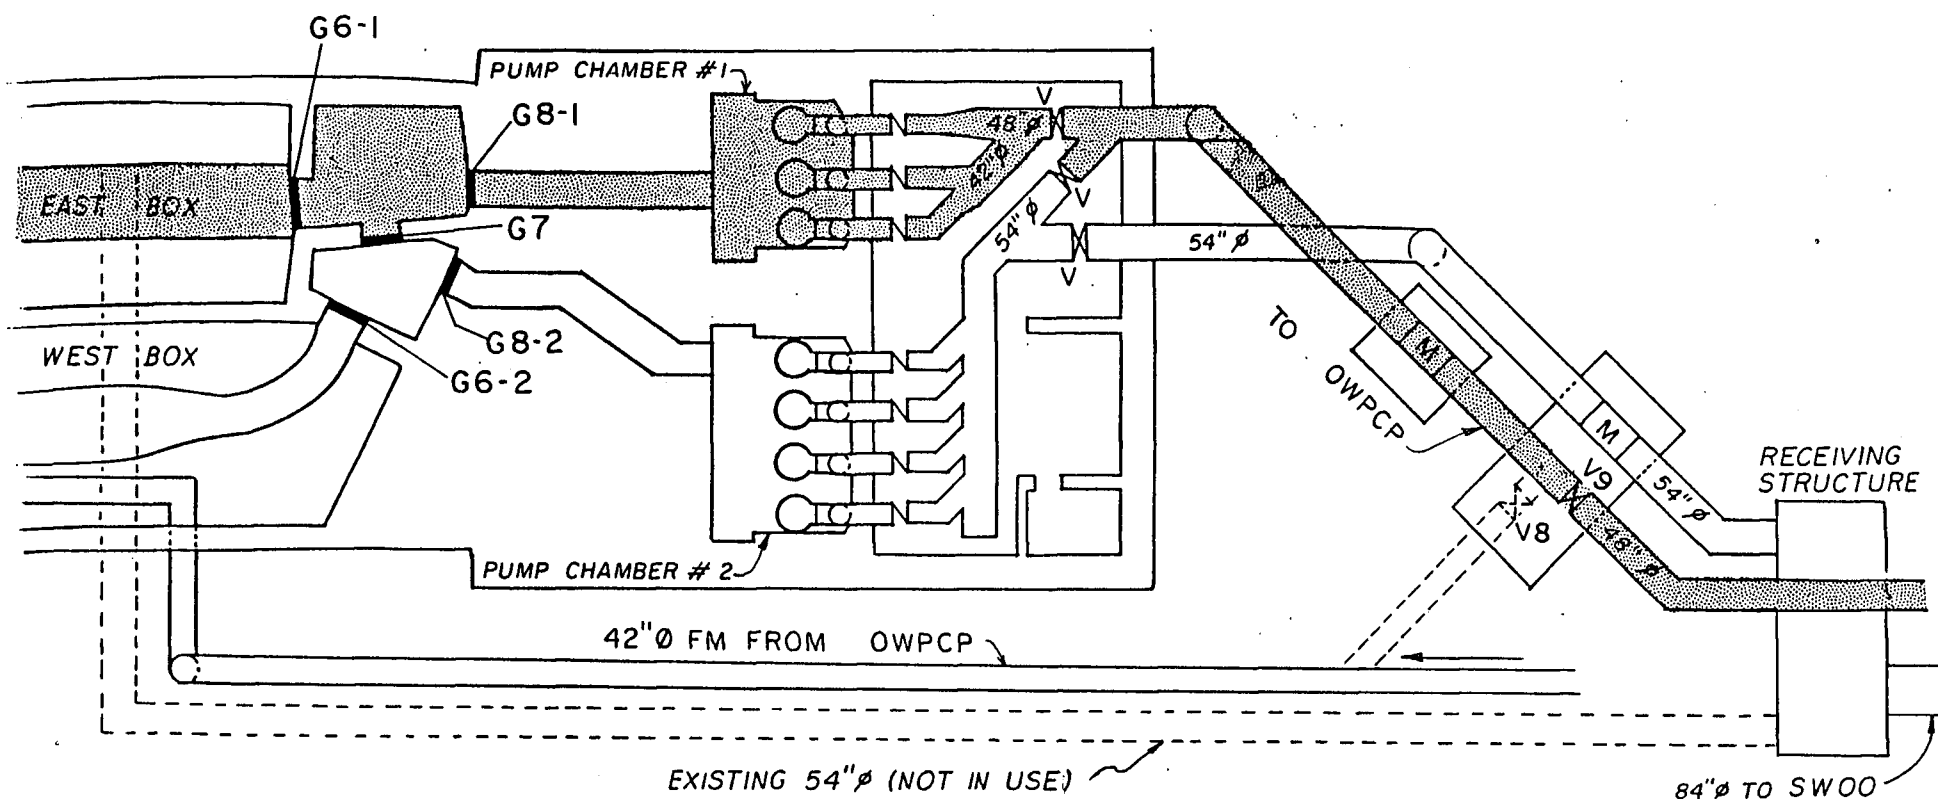 G6-1
PUMP CHAMBER #1
G8-1
V
48"Ø
42"Ø
EAST BOX
V
G7
54"Ø
54"Ø
V
TO OWPCP
WEST BOX
G8-2
G6-2
M
M
V9
54"Ø
RECEIVING
STRUCTURE
V8
48"Ø
PUMP CHAMBER # 2
42"Ø FM FROM OWPCP
EXISTING 54"Ø (NOT IN USE)
84"Ø TO SWOO